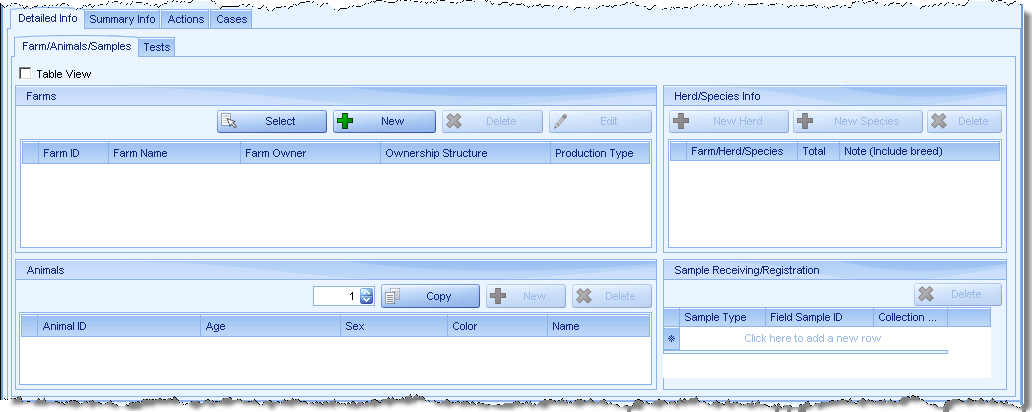 Detailed Info Summary Info Actions Cases
Farm/Animals/Samples Tests
Table View
Farms
Select New Delete Edit
Farm ID Farm Name Farm Owner Ownership Structure Production Type
Herd/Species Info
New Herd New Species Delete
Farm/Herd/Species Total Note (Include breed)
Animals
1 Copy New Delete
Animal ID Age Sex Color Name
Sample Receiving/Registration
Delete
Sample Type Field Sample ID Collection ...
Click here to add a new row